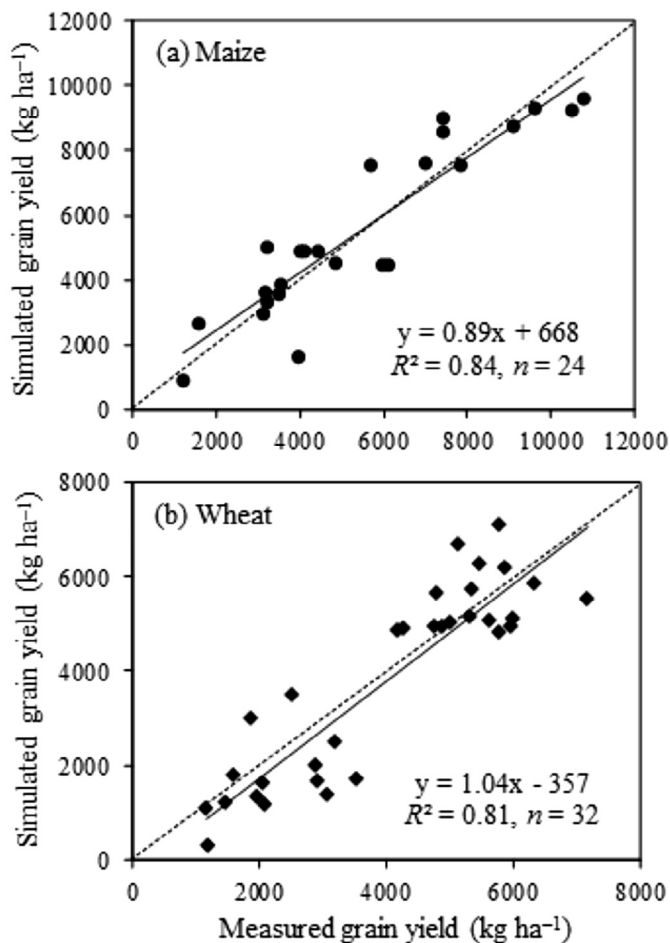 12000
(a) Maize
10000
8000
6000
4000
2000
0
Simulated grain yield (kg ha⁻¹)
y = 0.89x + 668
R² = 0.84, n = 24
0 2000 4000 6000 8000 10000 12000
8000
(b) Wheat
6000
4000
2000
0
Simulated grain yield (kg ha⁻¹)
y = 1.04x - 357
R² = 0.81, n = 32
0 2000 4000 6000 8000
Measured grain yield (kg ha⁻¹)